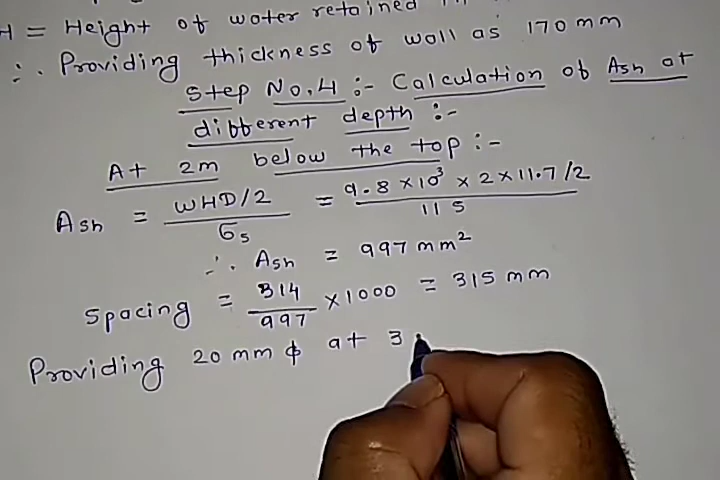 H = Height of water retained
∴ Providing thickness of wall as 170 mm
Step No.4 :- Calculation of Ash at
different depth :-
At 2m below the top :-
Ash = WHD/2 / σs = 9.8 × 10³ × 2 × 11.7/2 / 115
∴ Ash = 997 mm²
Spacing = 314/997 × 1000 = 315 mm
Providing 20 mm ϕ at 3